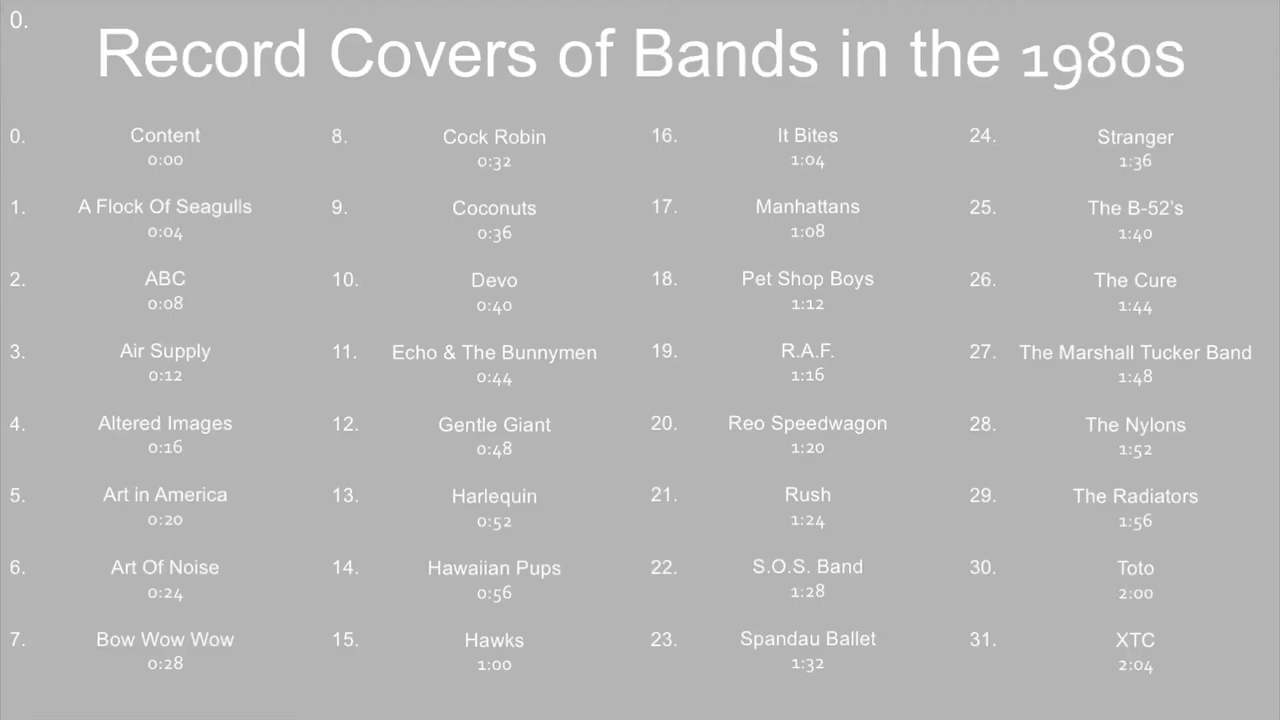 0.
Record Covers of Bands in the 1980s
0. Content
0:00
1. A Flock Of Seagulls
0:04
2. ABC
0:08
3. Air Supply
0:12
4. Altered Images
0:16
5. Art in America
0:20
6. Art Of Noise
0:24
7. Bow Wow Wow
0:28
8. Cock Robin
0:32
9. Coconuts
0:36
10. Devo
0:40
11. Echo & The Bunnymen
0:44
12. Gentle Giant
0:48
13. Harlequin
0:52
14. Hawaiian Pups
0:56
15. Hawks
1:00
16. It Bites
1:04
17. Manhattans
1:08
18. Pet Shop Boys
1:12
19. R.A.F.
1:16
20. Reo Speedwagon
1:20
21. Rush
1:24
22. S.O.S. Band
1:28
23. Spandau Ballet
1:32
24. Stranger
1:36
25. The B-52's
1:40
26. The Cure
1:44
27. The Marshall Tucker Band
1:48
28. The Nylons
1:52
29. The Radiators
1:56
30. Toto
2:00
31. XTC
2:04